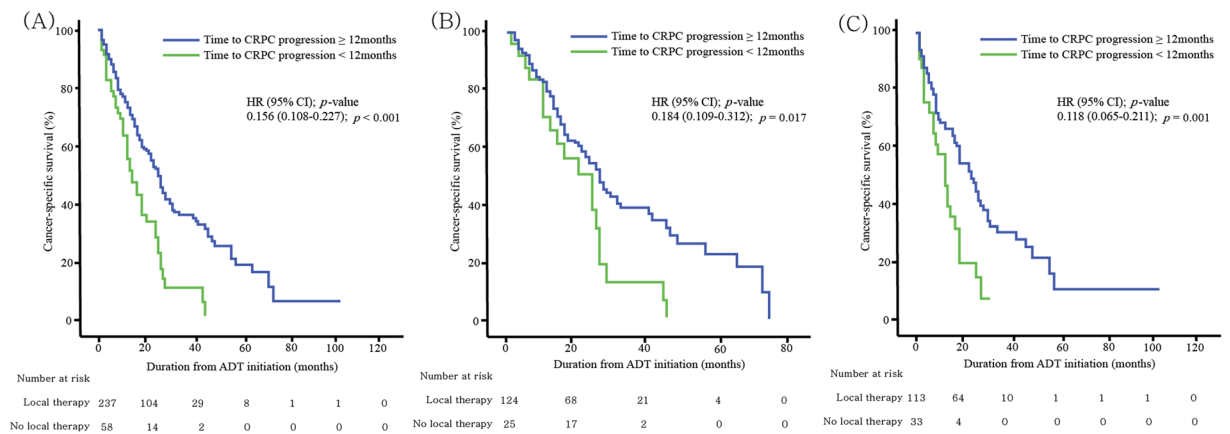 (A)
Time to CRPC progression ≥ 12months
Time to CRPC progression < 12months
HR (95% CI); p-value
0.156 (0.108-0.227); p < 0.001
Cancer-specific survival (%)
100
80
60
40
20
0
0 20 40 60 80 100 120
Duration from ADT initiation (months)
Number at risk
Local therapy 237 104 29 8 1 1 0
No local therapy 58 14 2 0 0 0 0
(B)
Time to CRPC progression ≥ 12months
Time to CRPC progression < 12months
HR (95% CI); p-value
0.184 (0.109-0.312); p = 0.017
Cancer-specific survival (%)
100
80
60
40
20
0
0 20 40 60 80
Duration from ADT initiation (months)
Number at risk
Local therapy 124 68 21 4 0
No local therapy 25 17 2 0 0
(C)
Time to CRPC progression ≥ 12months
Time to CRPC progression < 12months
HR (95% CI); p-value
0.118 (0.065-0.211); p = 0.001
Cancer-specific survival (%)
100
80
60
40
20
0
0 20 40 60 80 100 120
Duration from ADT initiation (months)
Number at risk
Local therapy 113 64 10 1 1 1 0
No local therapy 33 4 0 0 0 0 0